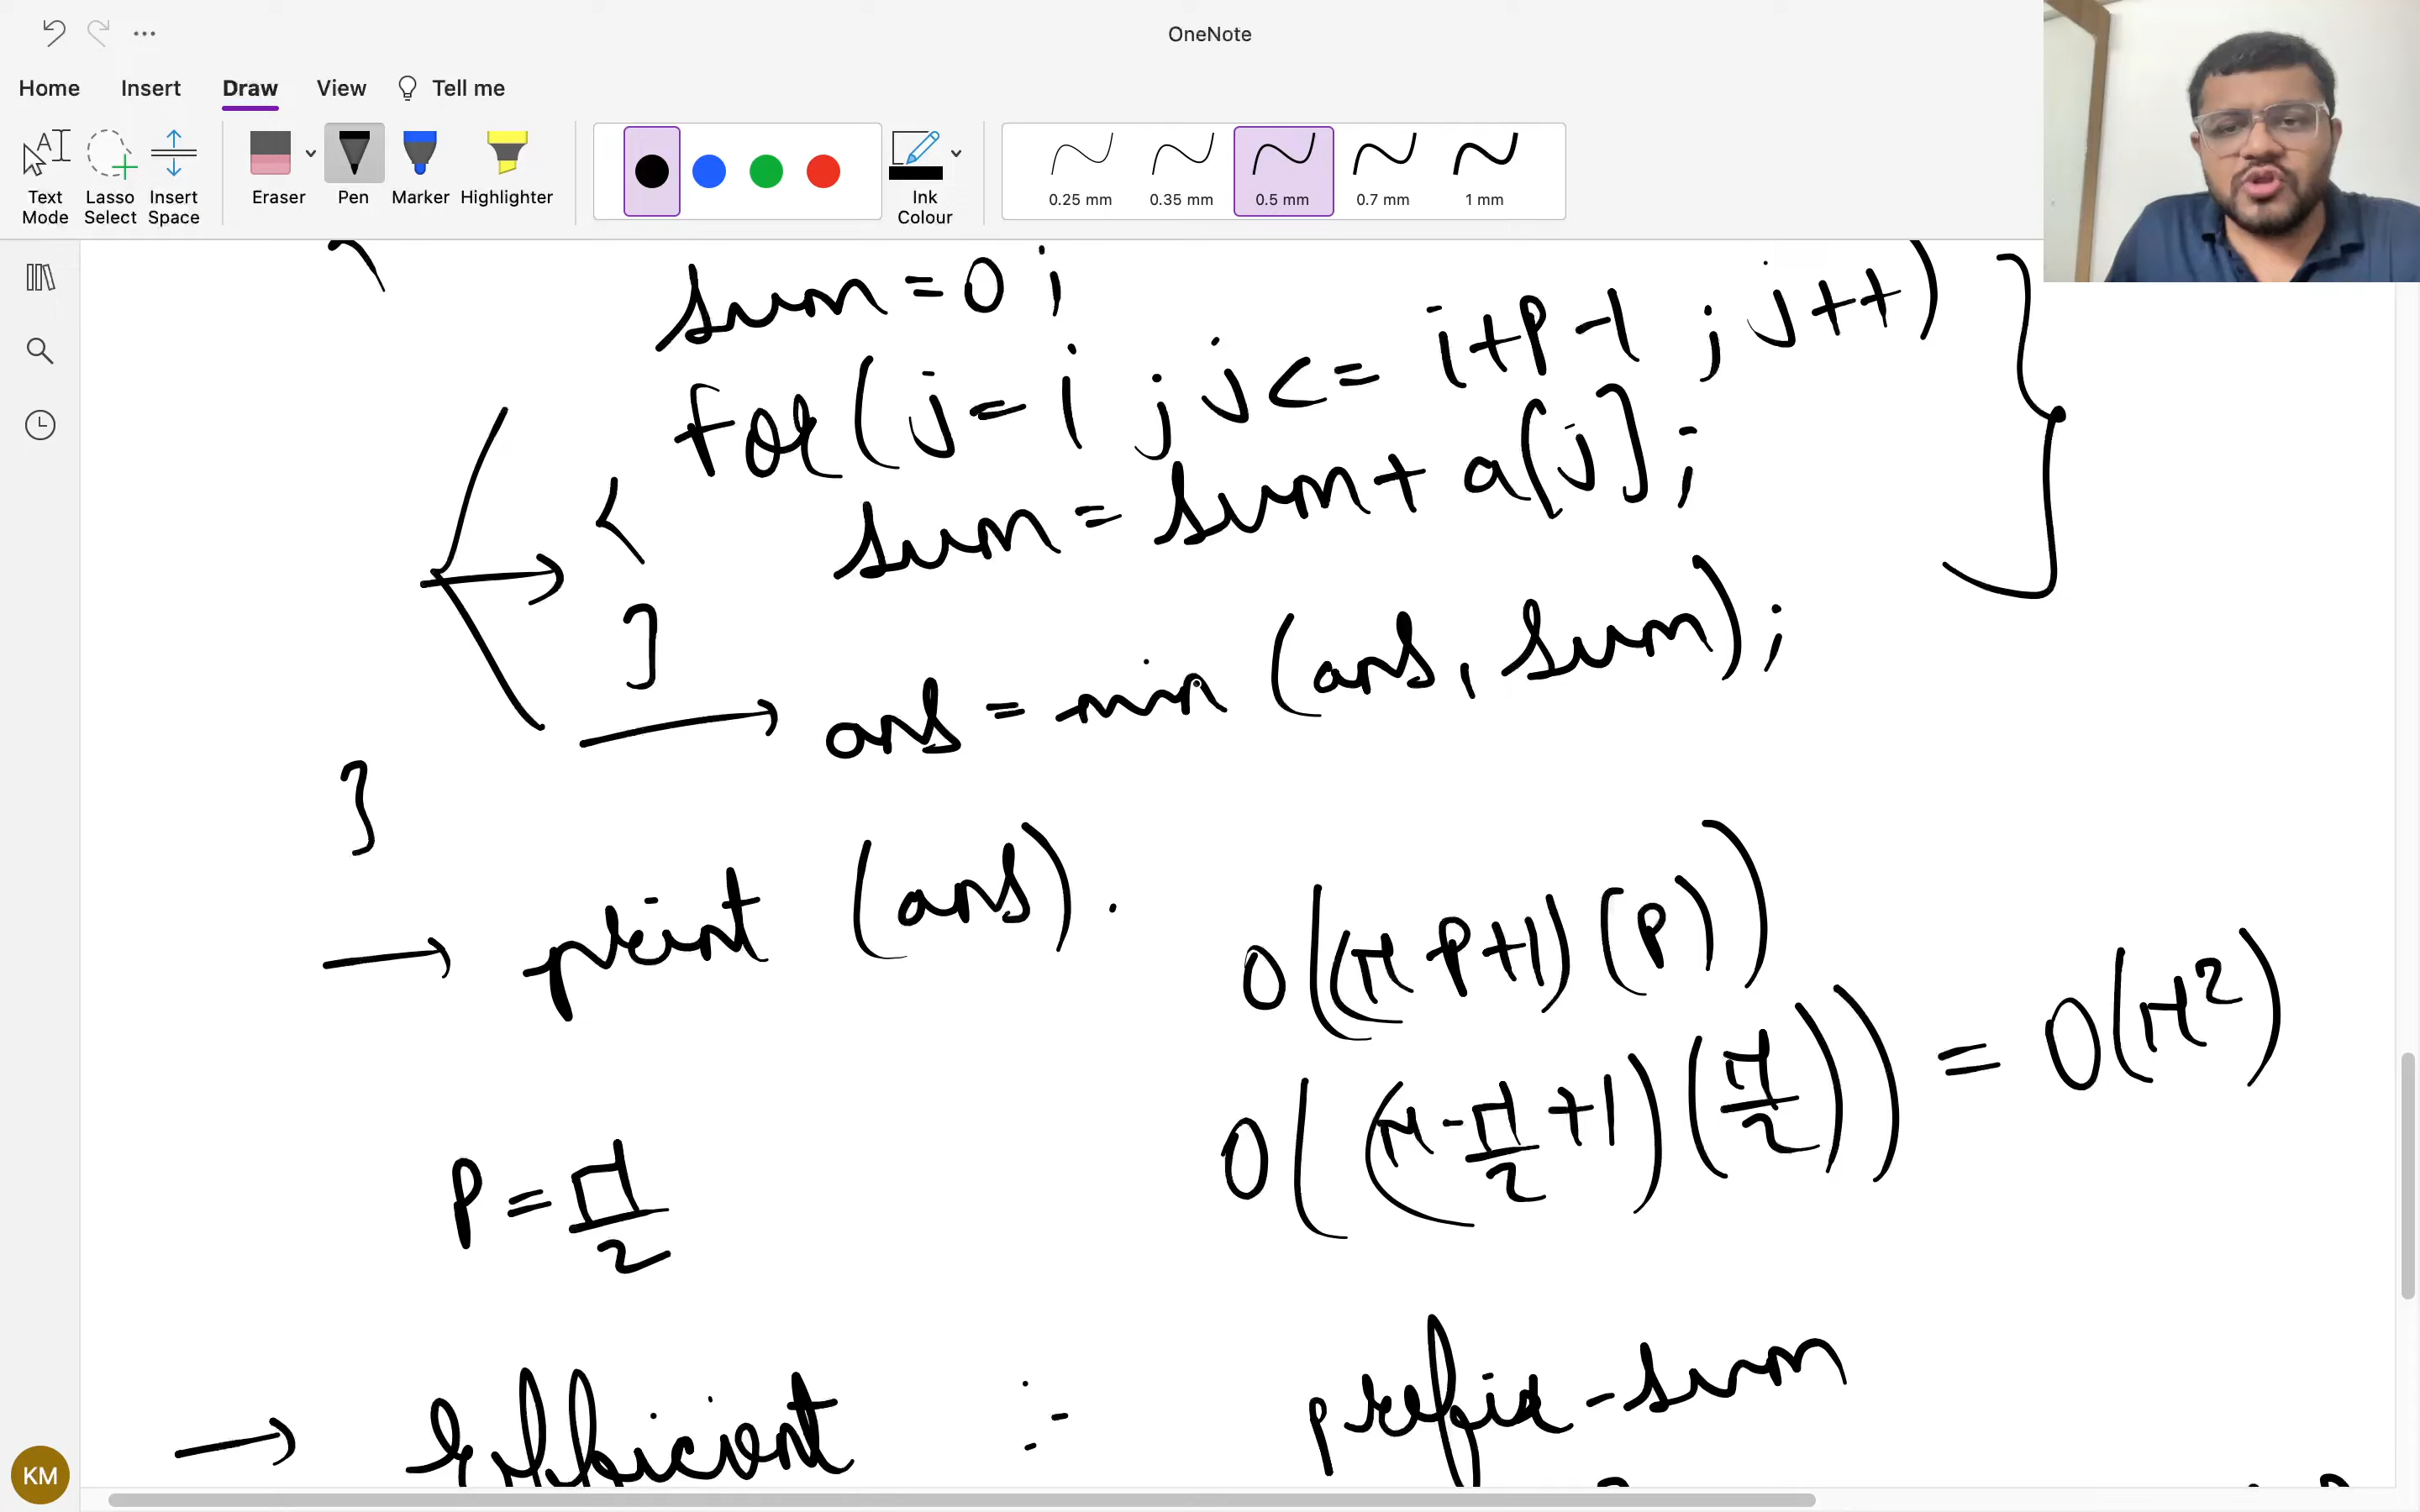 OneNote
Home Insert Draw View Tell me
Text Mode Lasso Select Insert Space Eraser Pen Marker Highlighter Ink Colour 0.25 mm 0.35 mm 0.5 mm 0.7 mm 1 mm
sum=0;
for(j=i ; j<= i+p-1 ; j++)
{ sum=sum+a[j];
}
ans=min(ans, sum);
}
→ print (ans).
O((n-p+1)(p))
O((n-n/2+1)(n/2)) = O(n²)
p=n/2
→ Efficient :- prefix-sum
KM